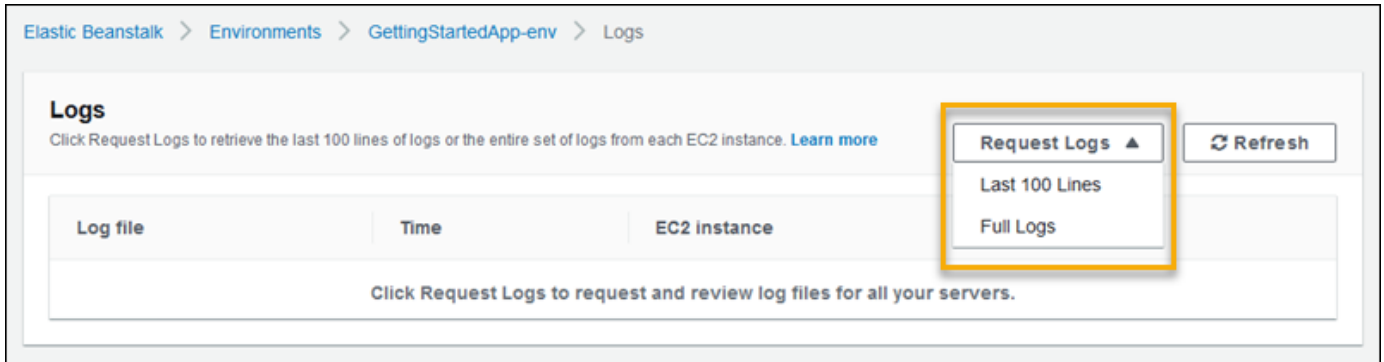 Elastic Beanstalk > Environments > GettingStartedApp-env > Logs
Logs
Click Request Logs to retrieve the last 100 lines of logs or the entire set of logs from each EC2 instance. Learn more
Request Logs ▲
Refresh
Last 100 Lines
Full Logs
Log file
Time
EC2 instance
Click Request Logs to request and review log files for all your servers.